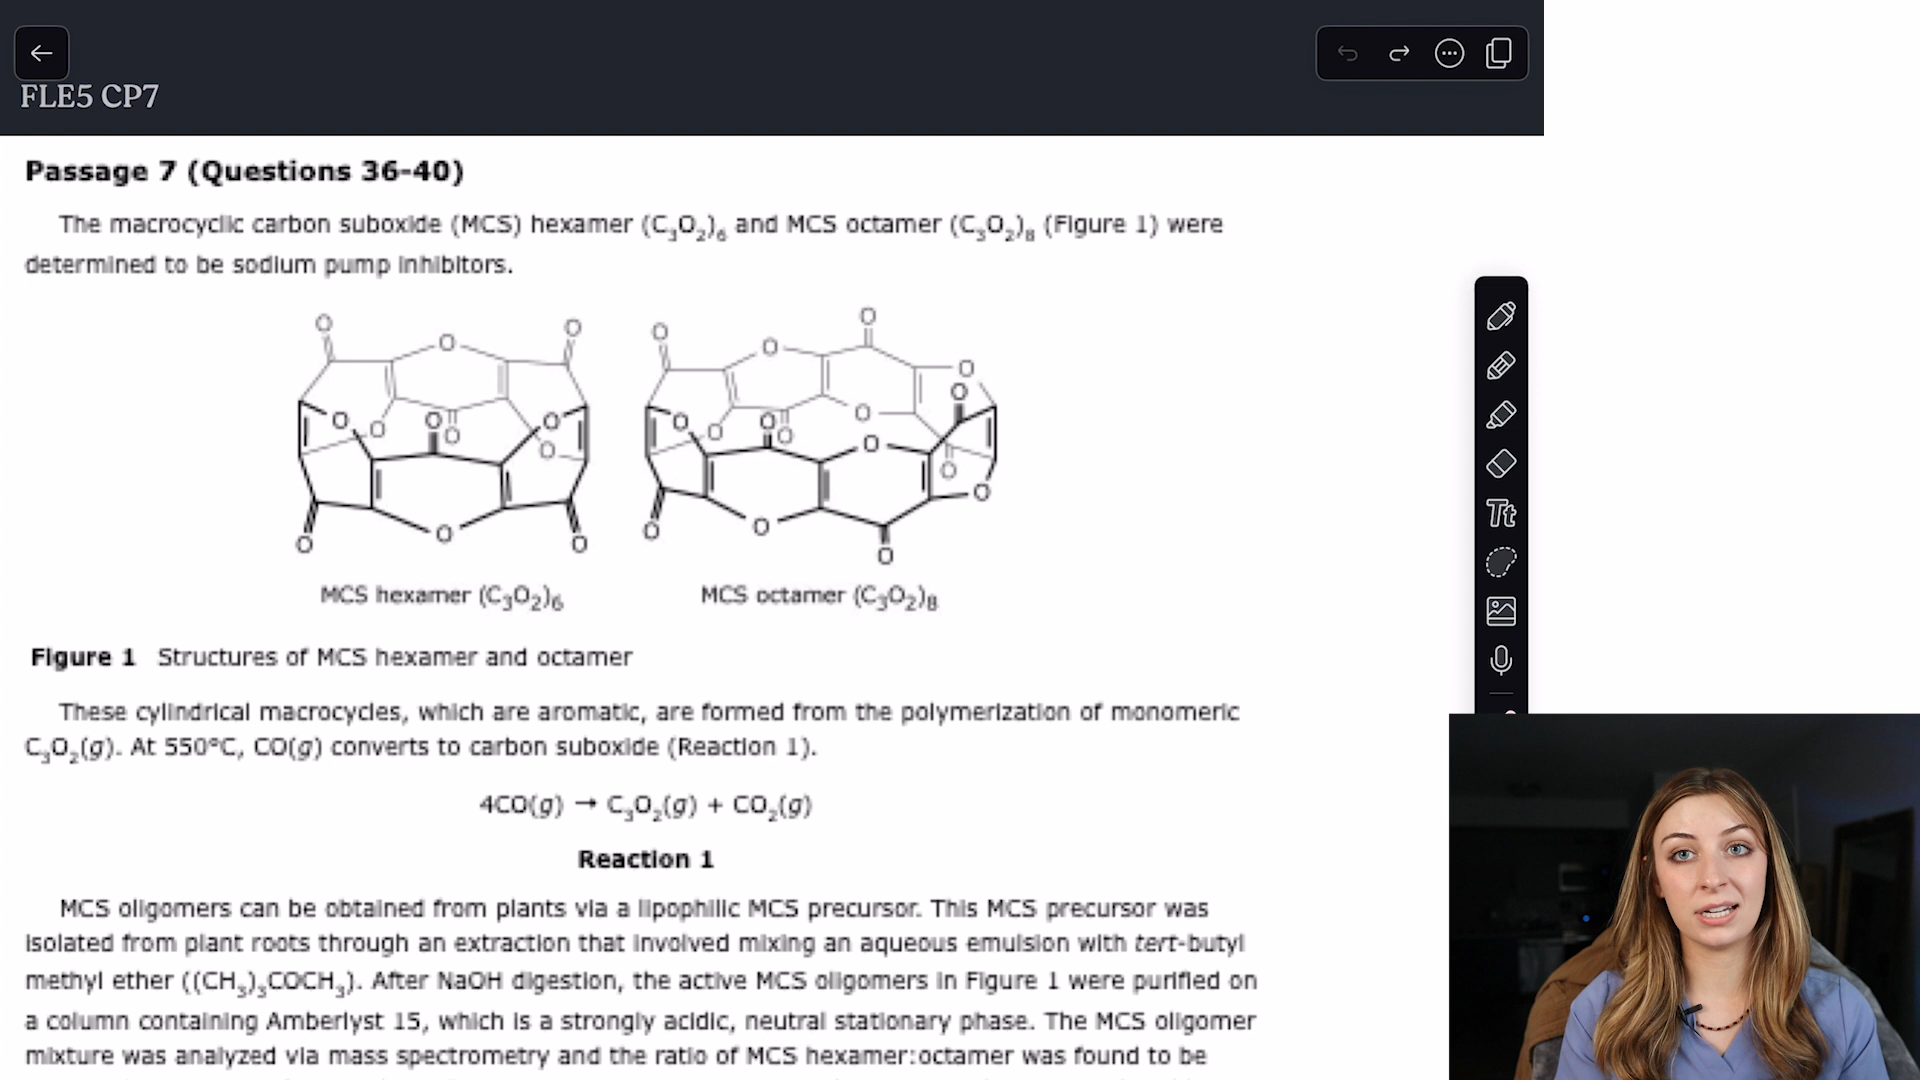 FLE5 CP7
Passage 7 (Questions 36-40)
The macrocyclic carbon suboxide (MCS) hexamer (C₃O₂)₆ and MCS octamer (C₃O₂)₈ (Figure 1) were
determined to be sodium pump inhibitors.
O O O O O O O O O O O O
O O O O O O O O O O O O O O O O
MCS hexamer (C₃O₂)₆ MCS octamer (C₃O₂)₈
Figure 1 Structures of MCS hexamer and octamer
These cylindrical macrocycles, which are aromatic, are formed from the polymerization of monomeric
C₃O₂(g). At 550°C, CO(g) converts to carbon suboxide (Reaction 1).
4CO(g) → C₃O₂(g) + CO₂(g)
Reaction 1
MCS oligomers can be obtained from plants via a lipophilic MCS precursor. This MCS precursor was
isolated from plant roots through an extraction that involved mixing an aqueous emulsion with tert-butyl
methyl ether ((CH₃)₃COCH₃). After NaOH digestion, the active MCS oligomers in Figure 1 were purified on
a column containing Amberlyst 15, which is a strongly acidic, neutral stationary phase. The MCS oligomer
mixture was analyzed via mass spectrometry and the ratio of MCS hexamer:octamer was found to be
Tt